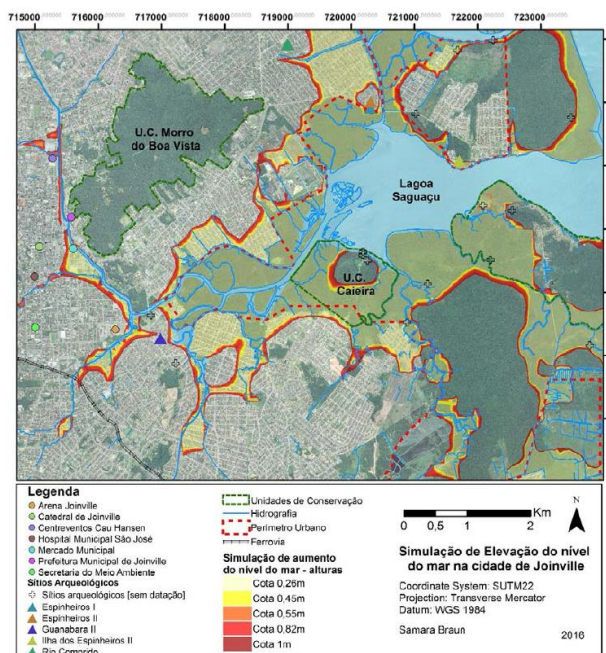 715000 716000 717000 718000 719000 720000 721000 722000 723000
U.C. Morro
do Boa Vista
Lagoa
Saguaçu
U.C.
Caieira
Legenda
Arena Joinville
Catedral de Joinville
Centreventos Cau Hansen
Hospital Municipal São José
Mercado Municipal
Prefeitura Municipal de Joinville
Secretaria do Meio Ambiente
Sítios Arqueológicos
Sítios arqueológicos [sem datação]
Espinheiros I
Espinheiros II
Guanabara II
Ilha dos Espinheiros II
Rio Comprido
Unidades de Conservação
Hidrografia
Perímetro Urbano
Ferrovia
Simulação de aumento
do nível do mar - alturas
Cota 0,26m
Cota 0,45m
Cota 0,55m
Cota 0,82m
Cota 1m
Km
0 0,5 1 2
N
Simulação de Elevação do nível
do mar na cidade de Joinville
Coordinate System: SUTM22
Projection: Transverse Mercator
Datum: WGS 1984
Samara Braun
2016